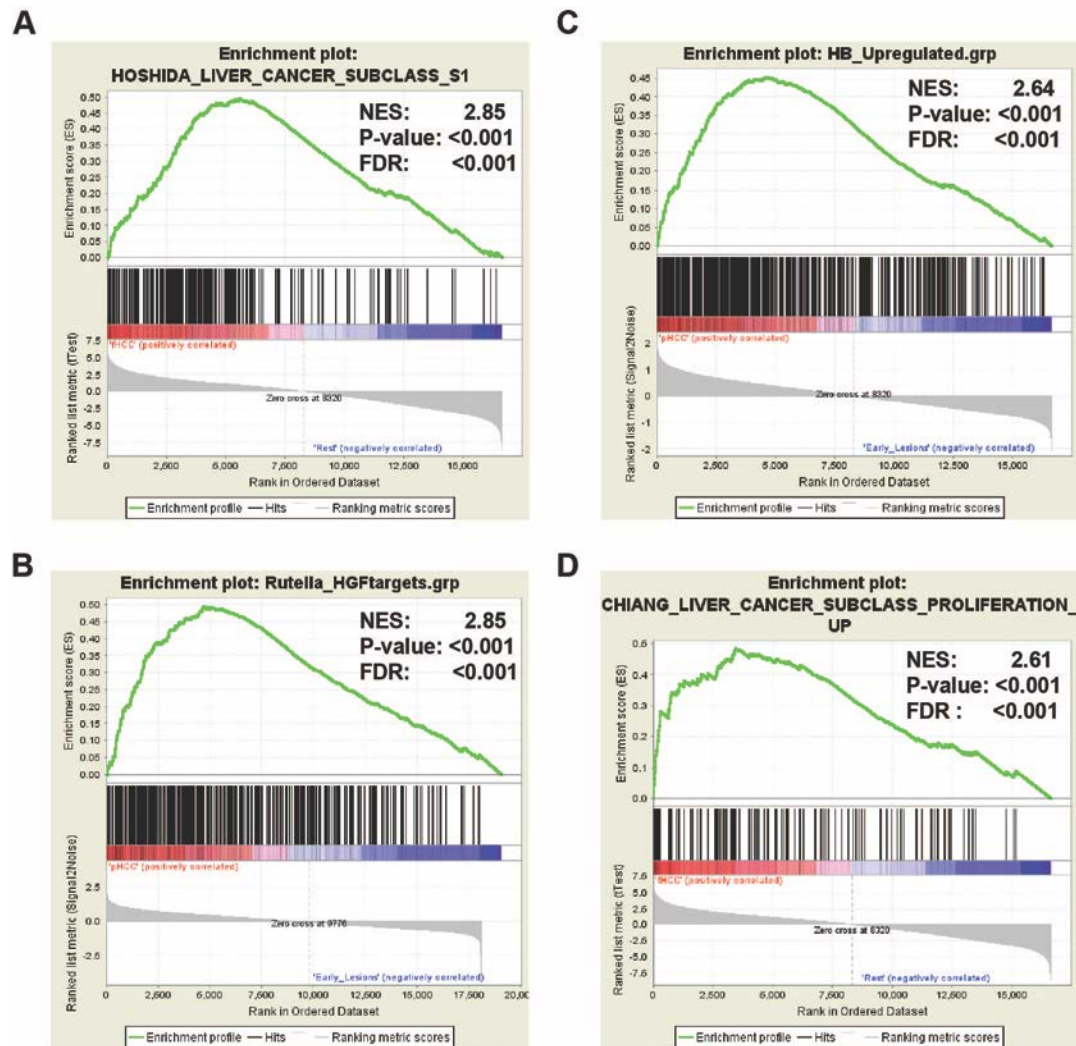 A
Enrichment plot:
HOSHIDA_LIVER_CANCER_SUBCLASS_S1
NES: 2.85
P-value: <0.001
FDR: <0.001
Enrichment score (ES)
0.50
0.45
0.40
0.35
0.30
0.25
0.20
0.15
0.10
0.05
0.00
'fHCC' (positively correlated)
Ranked list metric (tTest)
7.5
5.0
2.5
0.0
-2.5
-5.0
-7.5
Zero cross at 8320
'Rest' (negatively correlated)
0 2,500 5,000 7,500 10,000 12,500 15,000
Rank in Ordered Dataset
Enrichment profile Hits Ranking metric scores
B
Enrichment plot: Rutella_HGFtargets.grp
NES: 2.85
P-value: <0.001
FDR: <0.001
Enrichment score (ES)
0.50
0.45
0.40
0.35
0.30
0.25
0.20
0.15
0.10
0.05
0.00
'pHCC' (positively correlated)
Ranked list metric (Signal2Noise)
2.5
0.0
-2.5
Zero cross at 9776
'Early_Lesions' (negatively correlated)
0 2,500 5,000 7,500 10,000 12,500 15,000 17,500 20,00
Rank in Ordered Dataset
Enrichment profile Hits Ranking metric scores
C
Enrichment plot: HB_Upregulated.grp
NES: 2.64
P-value: <0.001
FDR: <0.001
Enrichment score (ES)
0.45
0.40
0.35
0.30
0.25
0.20
0.15
0.10
0.05
0.00
'pHCC' (positively correlated)
Ranked list metric (Signal2Noise)
2
1
0
-1
-2
Zero cross at 8320
'Early_Lesions' (negatively correlated)
0 2,500 5,000 7,500 10,000 12,500 15,000
Rank in Ordered Dataset
Enrichment profile Hits Ranking metric scores
D
Enrichment plot:
CHIANG_LIVER_CANCER_SUBCLASS_PROLIFERATION_
UP
NES: 2.61
P-value: <0.001
FDR : <0.001
Enrichment score (ES)
0.6
0.5
0.4
0.3
0.2
0.1
0.0
'fHCC' (positively correlated)
Ranked list metric (tTest)
7.5
5.0
2.5
0.0
-2.5
-5.0
-7.5
Zero cross at 8320
'Rest' (negatively correlated)
0 2,500 5,000 7,500 10,000 12,500 15,000
Rank in Ordered Dataset
Enrichment profile Hits Ranking metric scores